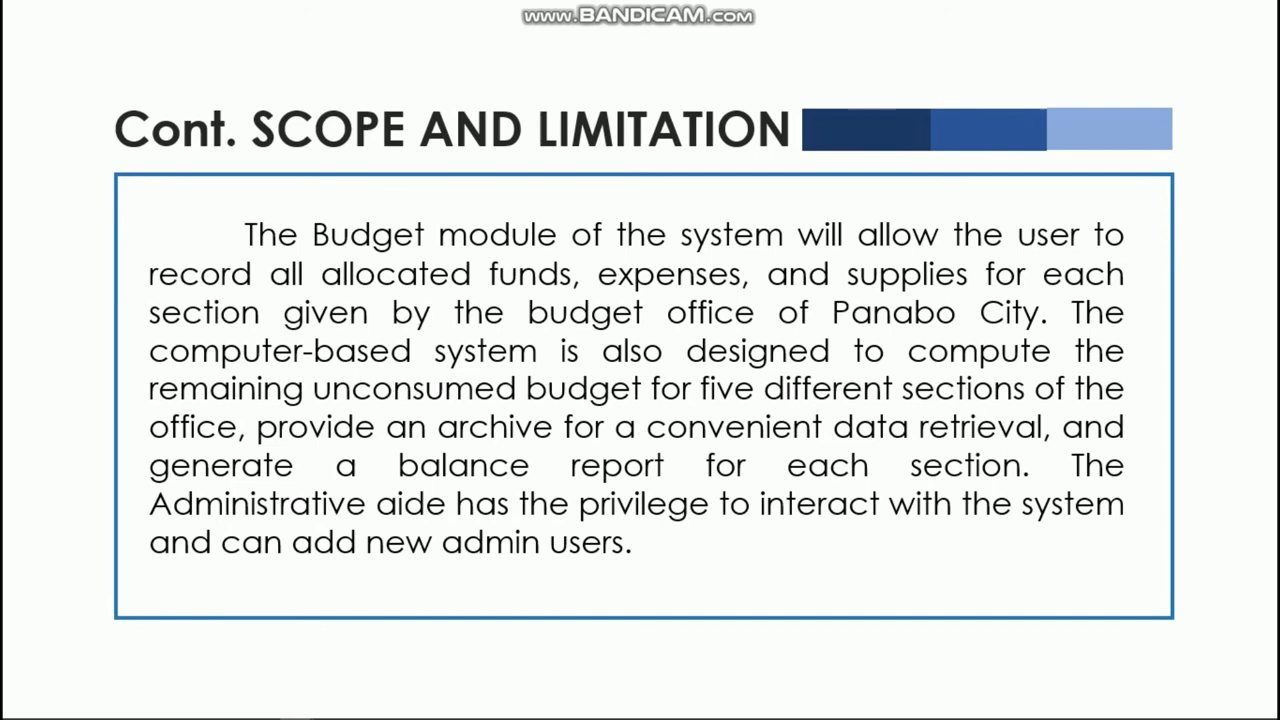 www.BANDICAM.com
Cont. SCOPE AND LIMITATION
The Budget module of the system will allow the user to
record all allocated funds, expenses, and supplies for each
section given by the budget office of Panabo City. The
computer-based system is also designed to compute the
remaining unconsumed budget for five different sections of the
office, provide an archive for a convenient data retrieval, and
generate a balance report for each section. The
Administrative aide has the privilege to interact with the system
and can add new admin users.